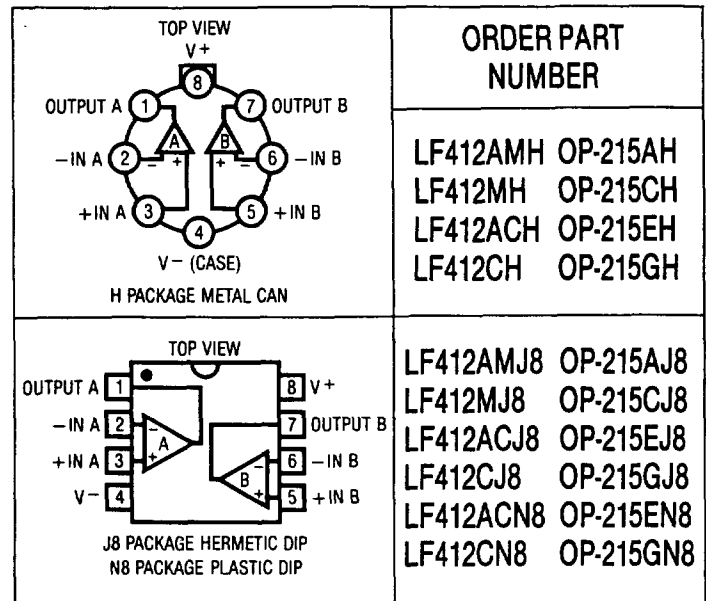 TOP VIEW
V+
8
OUTPUT A 1 7 OUTPUT B
A B
−IN A 2 − + + − 6 −IN B
+IN A 3 5 +IN B
4
V− (CASE)
H PACKAGE METAL CAN
ORDER PART
NUMBER
LF412AMH OP-215AH
LF412MH OP-215CH
LF412ACH OP-215EH
LF412CH OP-215GH
TOP VIEW
OUTPUT A 1 8 V+
−IN A 2 − 7 OUTPUT B
A
+IN A 3 + − 6 −IN B
B
V− 4 + 5 +IN B
J8 PACKAGE HERMETIC DIP
N8 PACKAGE PLASTIC DIP
LF412AMJ8 OP-215AJ8
LF412MJ8 OP-215CJ8
LF412ACJ8 OP-215EJ8
LF412CJ8 OP-215GJ8
LF412ACN8 OP-215EN8
LF412CN8 OP-215GN8